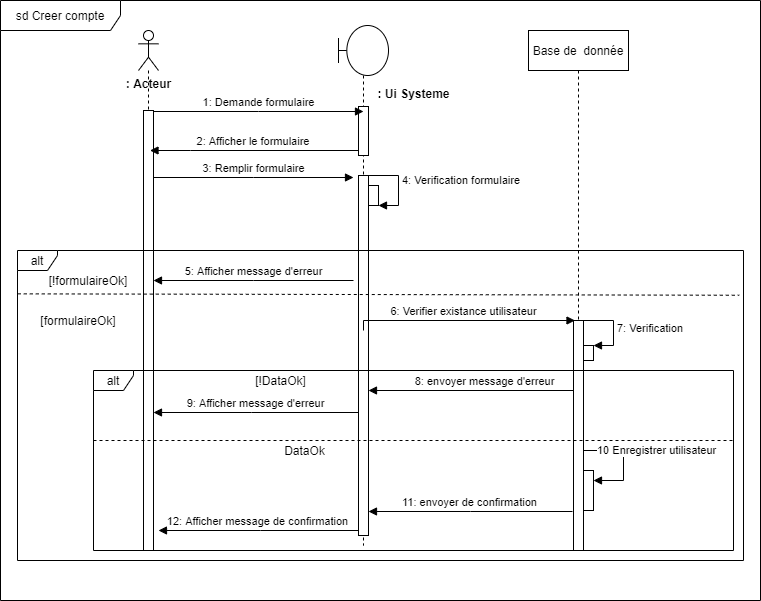 sd Creer compte
: Acteur
: Ui Systeme
Base de donnée
1: Demande formulaire
2: Afficher le formulaire
3: Remplir formulaire
4: Verification formulaire
alt
[!formulaireOk]
5: Afficher message d'erreur
[formulaireOk]
6: Verifier existance utilisateur
7: Verification
alt
[!DataOk]
8: envoyer message d'erreur
9: Afficher message d'erreur
DataOk
10 Enregistrer utilisateur
11: envoyer de confirmation
12: Afficher message de confirmation